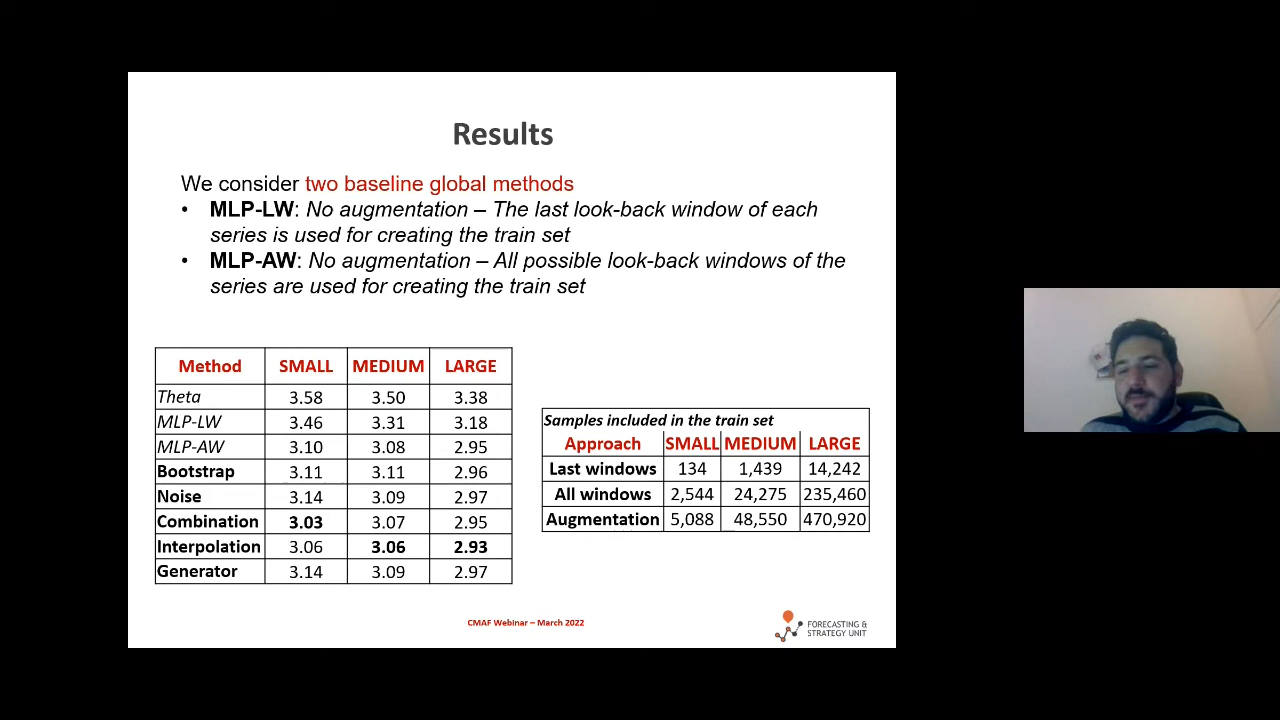 Results
We consider two baseline global methods
• MLP-LW: No augmentation – The last look-back window of each
series is used for creating the train set
• MLP-AW: No augmentation – All possible look-back windows of the
series are used for creating the train set
Method SMALL MEDIUM LARGE
Theta 3.58 3.50 3.38
MLP-LW 3.46 3.31 3.18
MLP-AW 3.10 3.08 2.95
Bootstrap 3.11 3.11 2.96
Noise 3.14 3.09 2.97
Combination 3.03 3.07 2.95
Interpolation 3.06 3.06 2.93
Generator 3.14 3.09 2.97
Samples included in the train set
Approach SMALL MEDIUM LARGE
Last windows 134 1,439 14,242
All windows 2,544 24,275 235,460
Augmentation 5,088 48,550 470,920
CMAF Webinar – March 2022
FORECASTING &
STRATEGY UNIT